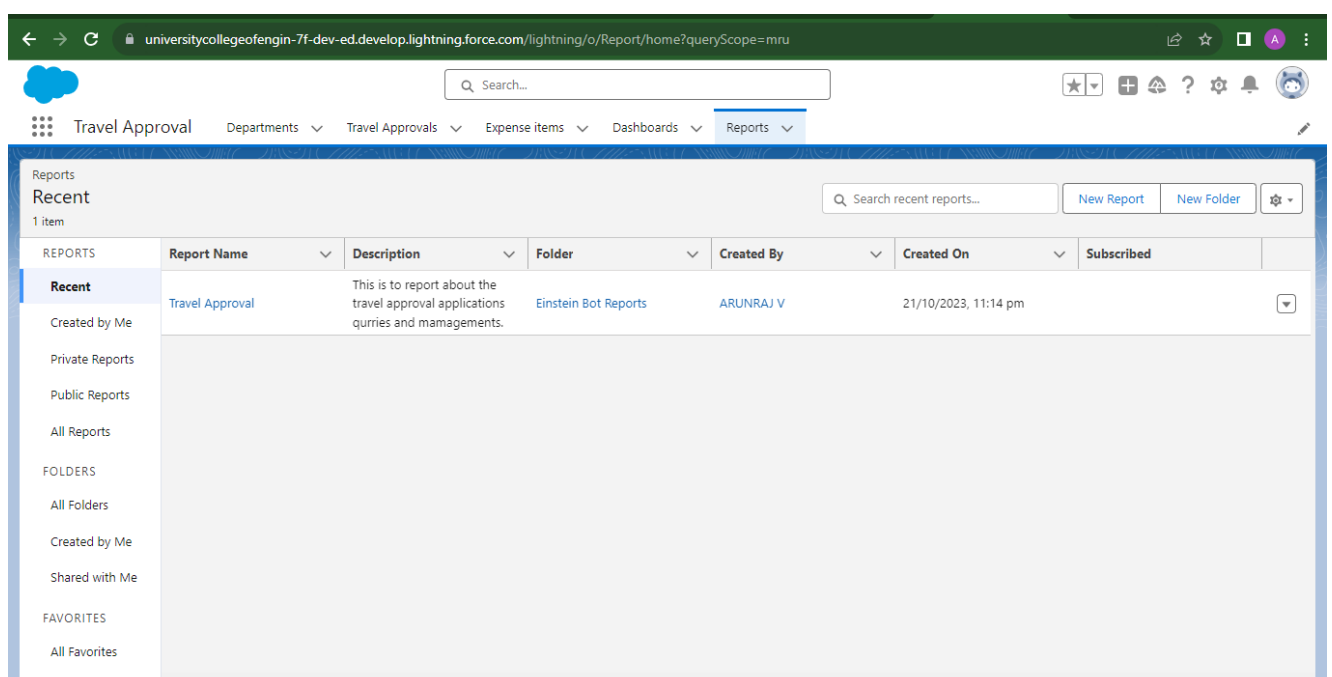 universitycollegeofengin-7f-dev-ed.develop.lightning.force.com/lightning/o/Report/home?queryScope=mru
A
Search...
Travel Approval Departments Travel Approvals Expense items Dashboards Reports
Reports
Recent
1 item
Search recent reports...
New Report
New Folder
REPORTS
Report Name Description Folder Created By Created On Subscribed
Recent
Travel Approval
This is to report about the
travel approval applications
qurries and mamagements.
Einstein Bot Reports
ARUNRAJ V
21/10/2023, 11:14 pm
Created by Me
Private Reports
Public Reports
All Reports
FOLDERS
All Folders
Created by Me
Shared with Me
FAVORITES
All Favorites